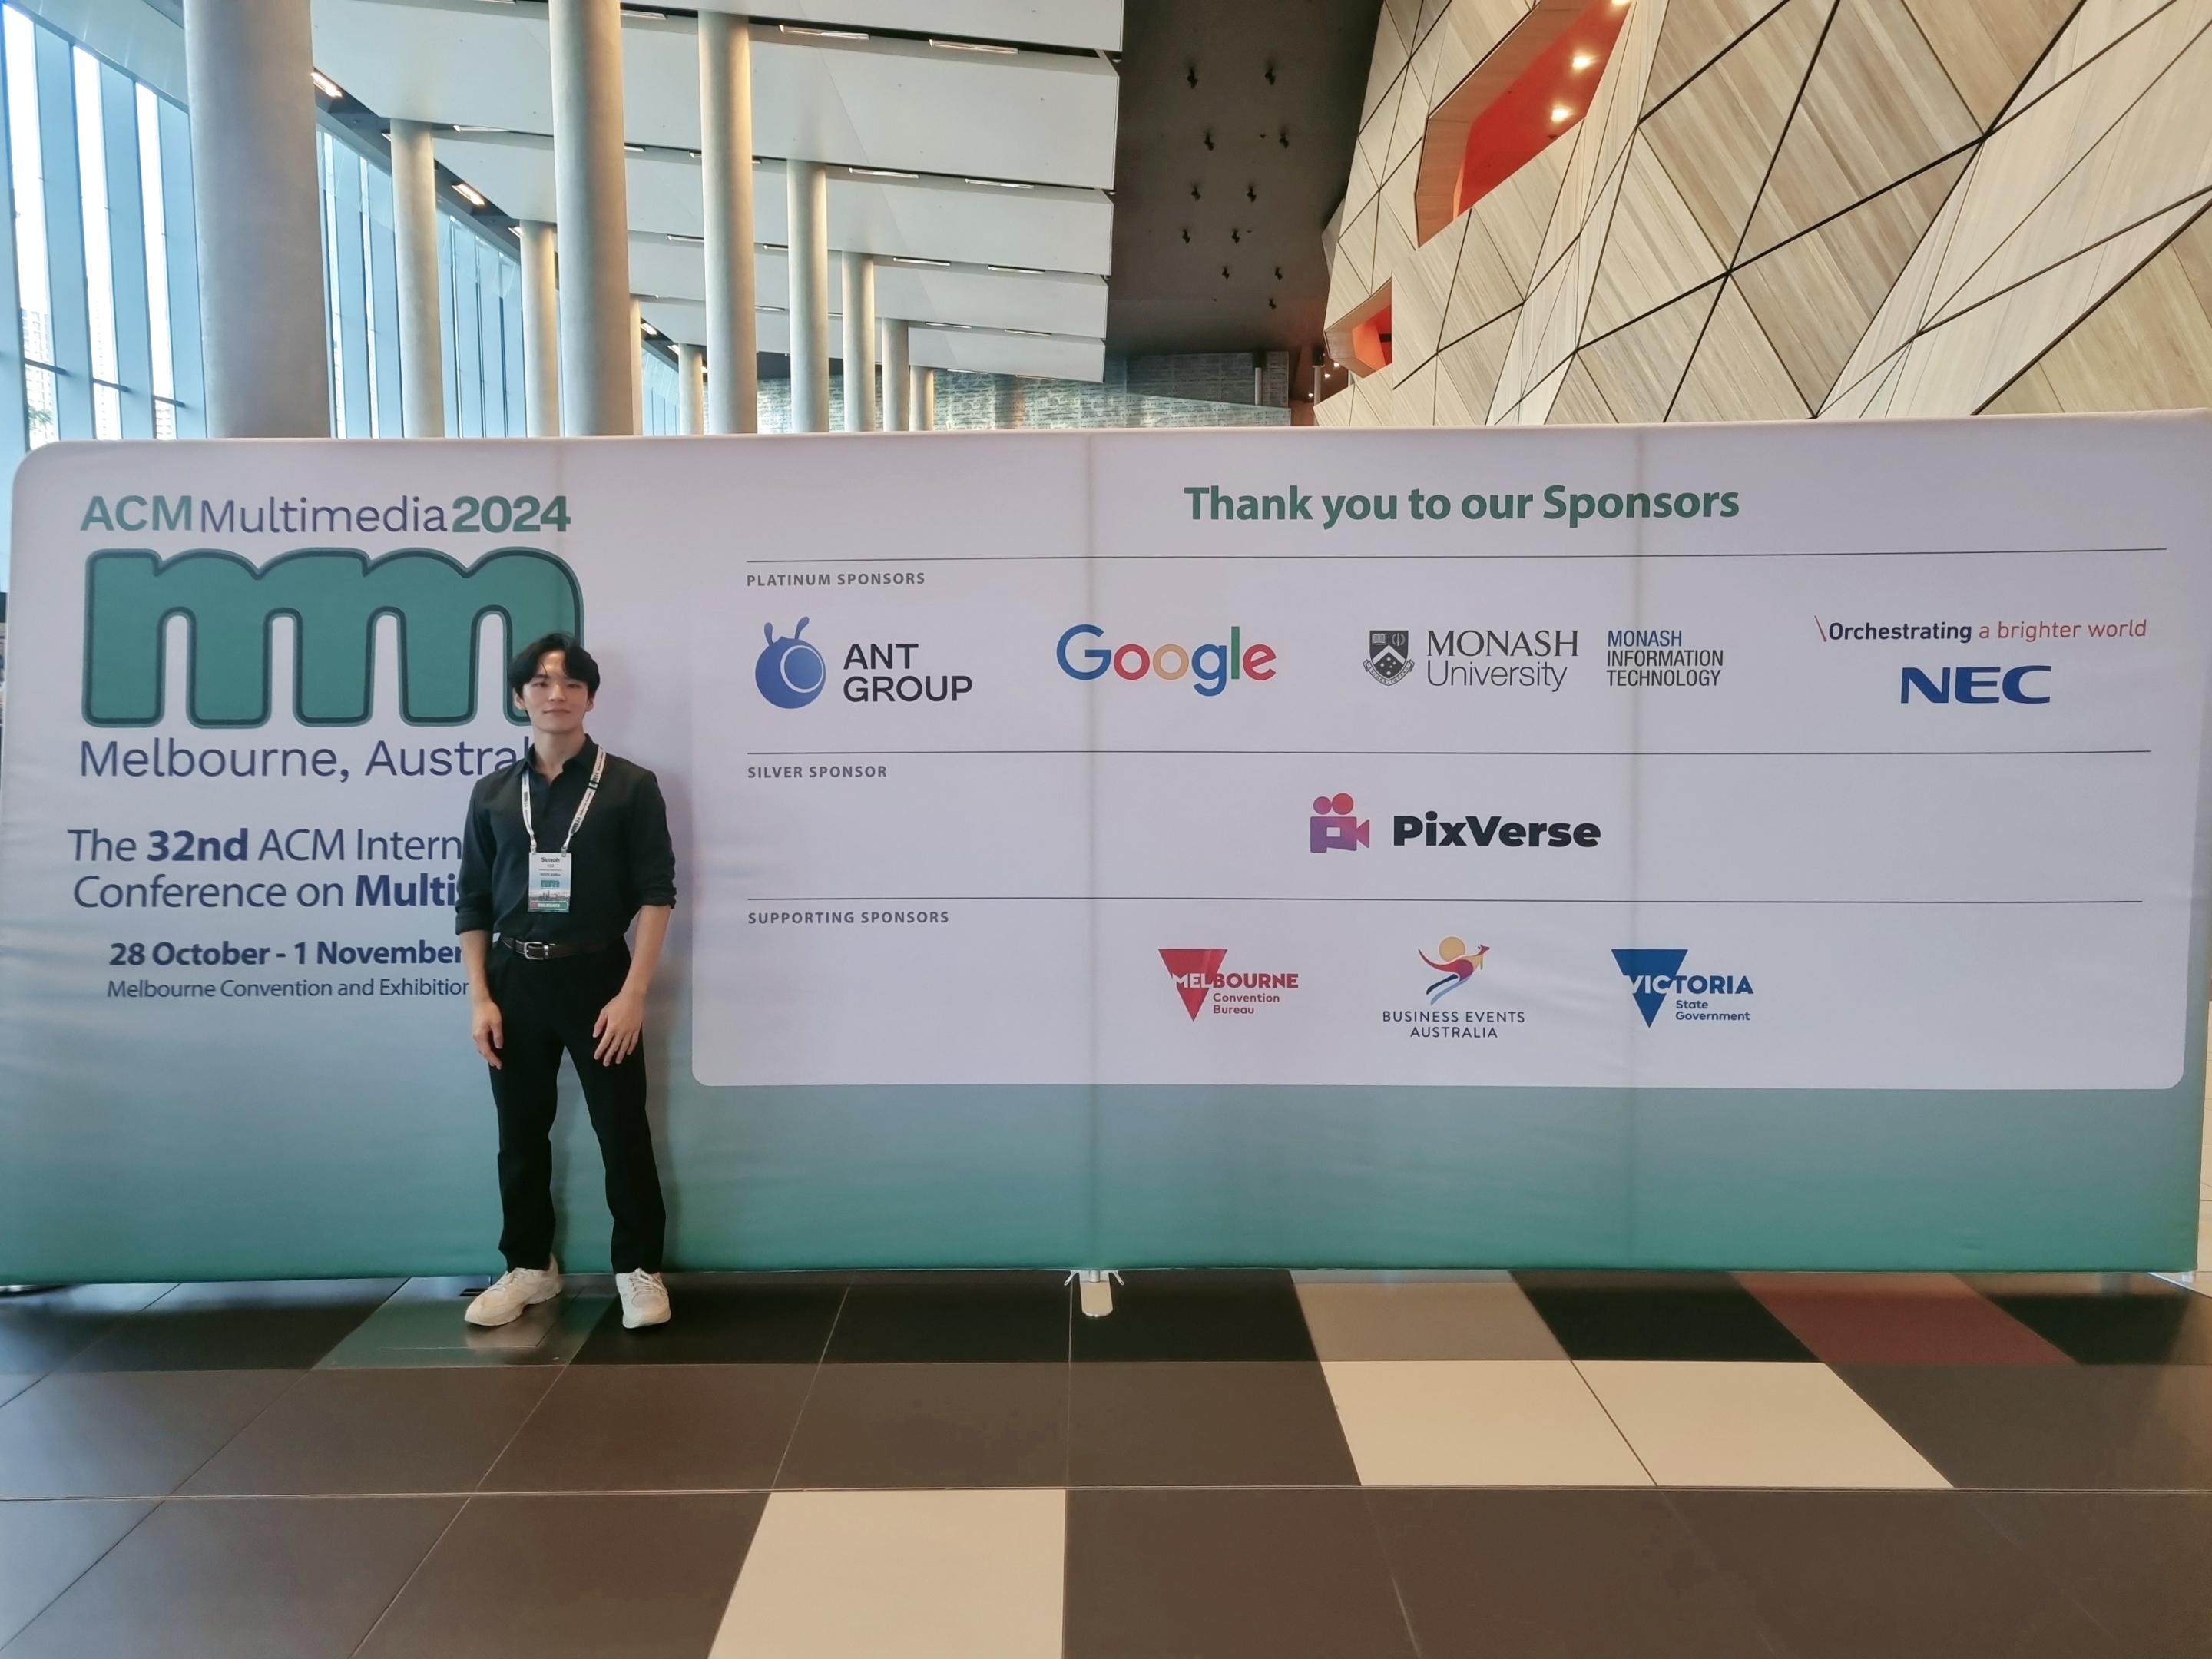 ACM Multimedia 2024
mm
Melbourne, Austral
The 32nd ACM Intern
Conference on Multi
28 October - 1 November
Melbourne Convention and Exhibition
Thank you to our Sponsors
PLATINUM SPONSORS
ANT
GROUP
Google
MONASH
University
MONASH
INFORMATION
TECHNOLOGY
\Orchestrating a brighter world
NEC
SILVER SPONSOR
PixVerse
SUPPORTING SPONSORS
MELBOURNE
Convention
Bureau
BUSINESS EVENTS
AUSTRALIA
VICTORIA
State
Government